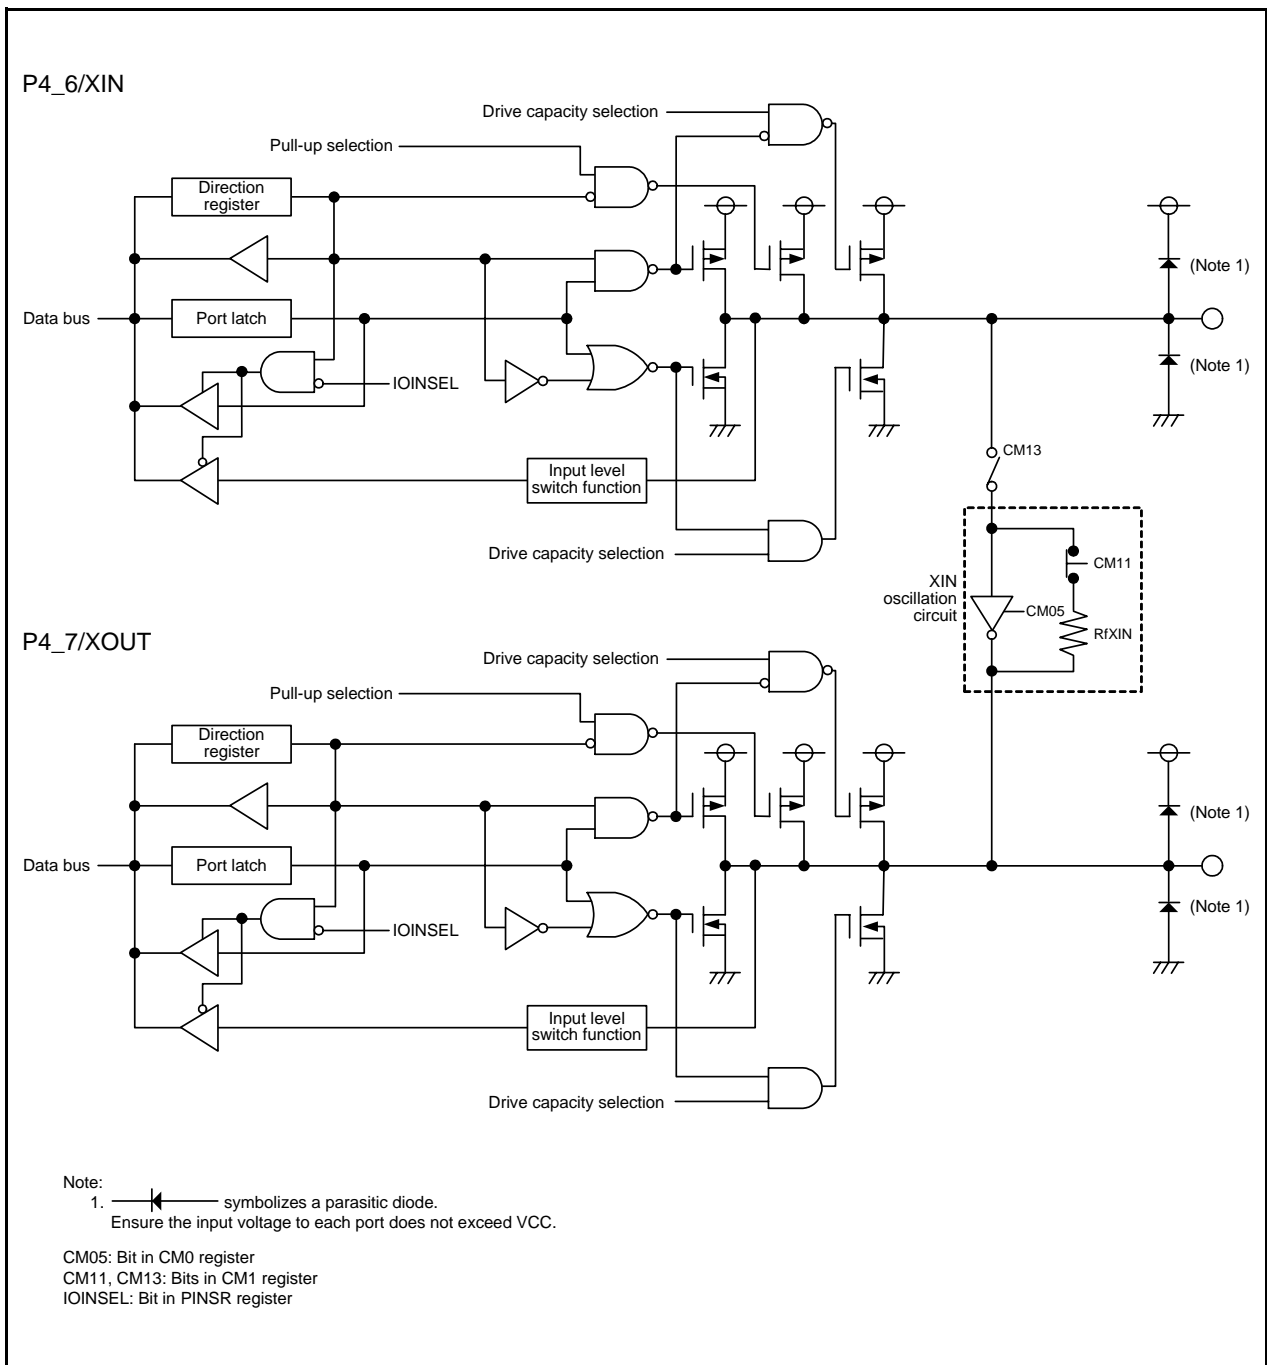 P4_6/XIN
Drive capacity selection
Pull-up selection
Direction
register
(Note 1)
Data bus
Port latch
(Note 1)
IOINSEL
CM13
Input level
switch function
Drive capacity selection
CM11
XIN
oscillation
circuit
CM05
RfXIN
P4_7/XOUT
Drive capacity selection
Pull-up selection
Direction
register
(Note 1)
Data bus
Port latch
(Note 1)
IOINSEL
Input level
switch function
Drive capacity selection
Note:
1. symbolizes a parasitic diode.
Ensure the input voltage to each port does not exceed VCC.
CM05: Bit in CM0 register
CM11, CM13: Bits in CM1 register
IOINSEL: Bit in PINSR register